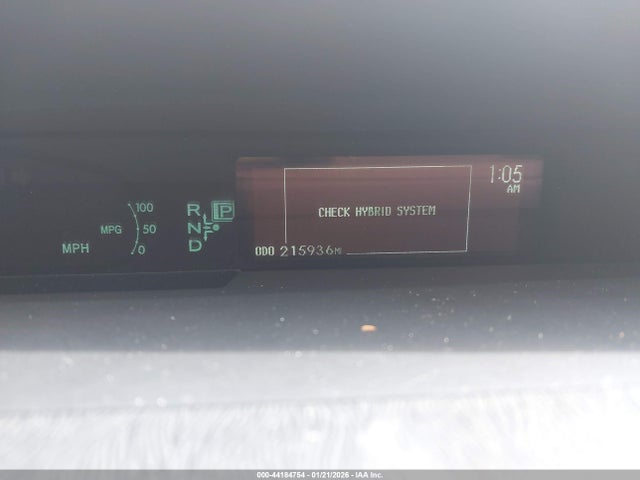 1:05
AM
CHECK HYBRID SYSTEM
ODO 215936MI
100
MPG 50
0
MPH
R P
N
D
000-44184754 - 01/21/2026 - IAA Inc.